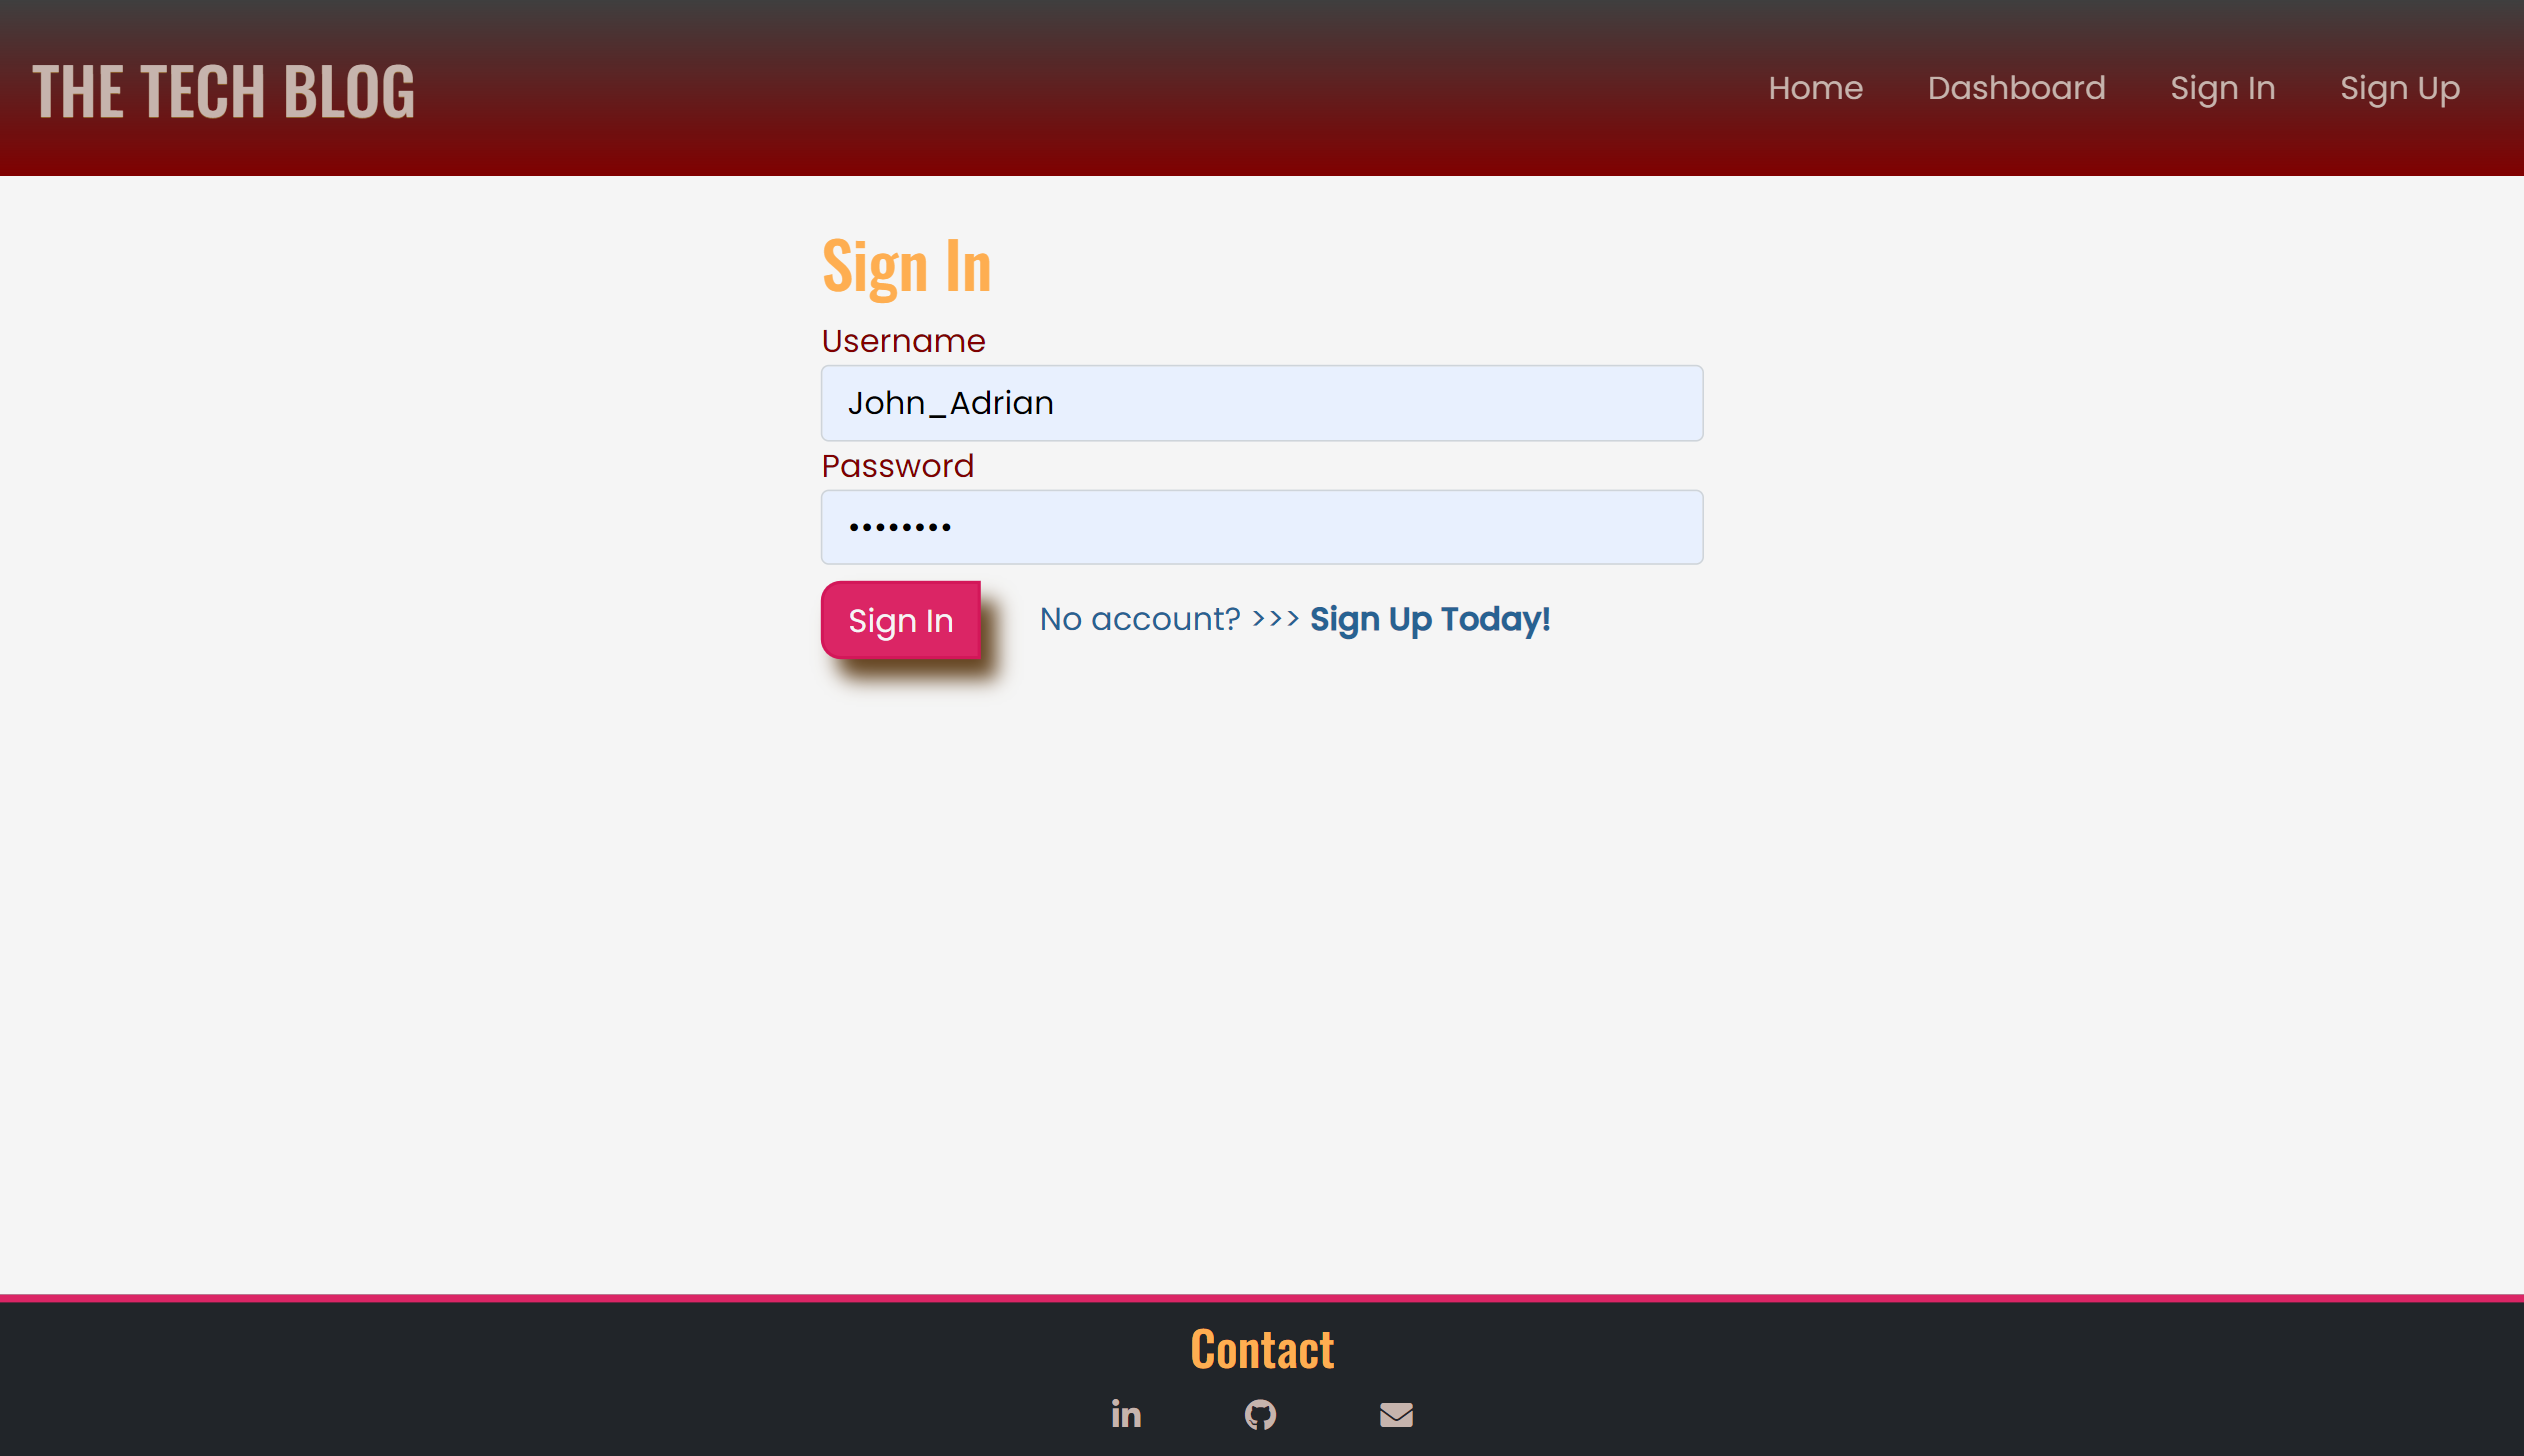 THE TECH BLOG
Home Dashboard Sign In Sign Up
Sign In
Username
John_Adrian
Password
••••••••
Sign In No account? >>> Sign Up Today!
Contact
in